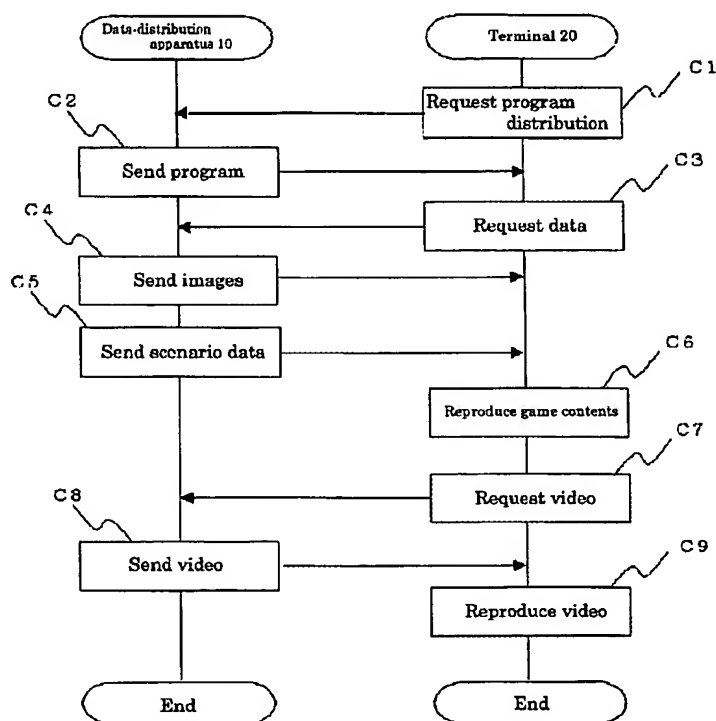 Data-distribution
apparatus 10
Terminal 20
C1
Request program
distribution
C2
Send program
C3
Request data
C4
Send images
C5
Send scenario data
C6
Reproduce game contents
C7
Request video
C8
Send video
C9
Reproduce video
End
End